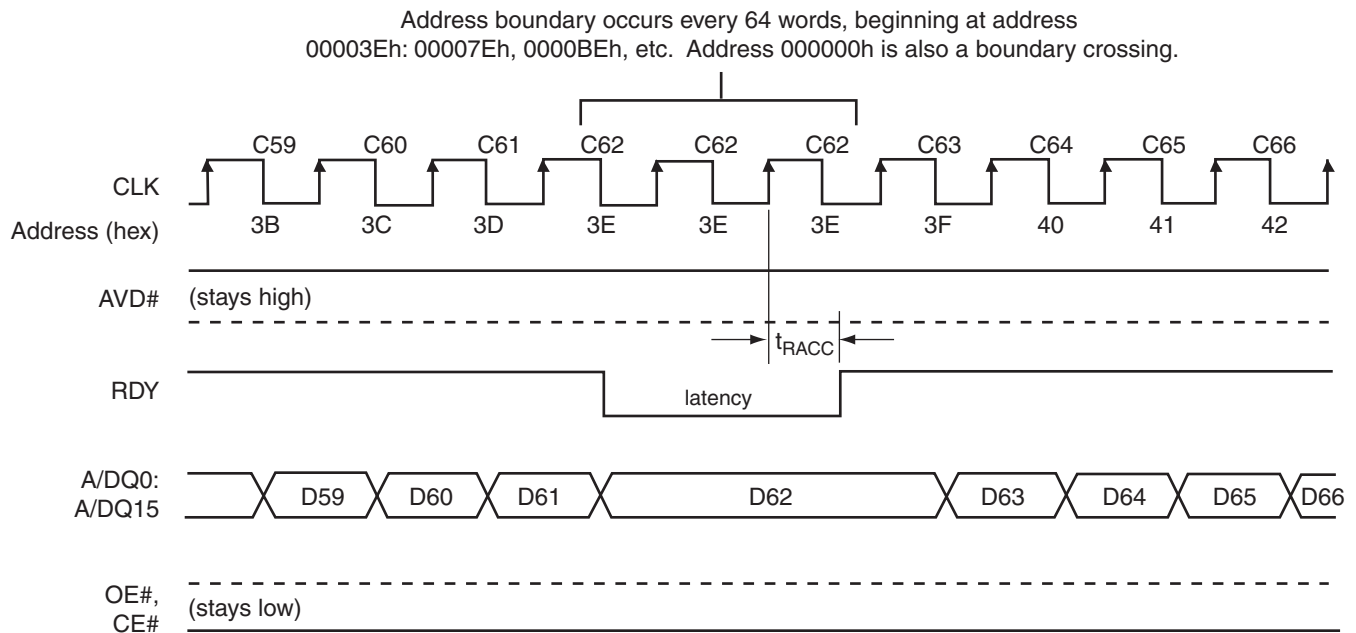 Address boundary occurs every 64 words, beginning at address
00003Eh: 00007Eh, 0000BEh, etc. Address 000000h is also a boundary crossing.
C59 C60 C61 C62 C62 C62 C63 C64 C65 C66
CLK
Address (hex) 3B 3C 3D 3E 3E 3E 3F 40 41 42
AVD# (stays high)
tRACC
RDY latency
A/DQ0:
A/DQ15
D59 D60 D61 D62 D63 D64 D65 D66
OE#,
CE#
(stays low)